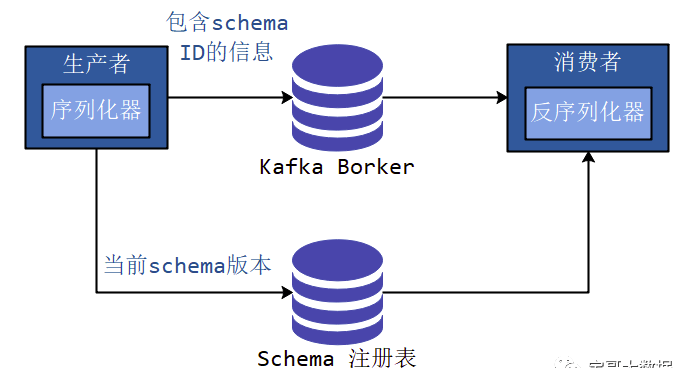 包含schema
ID的信息
生产者
序列化器
消费者
反序列化器
Kafka Borker
当前schema版本
Schema 注册表